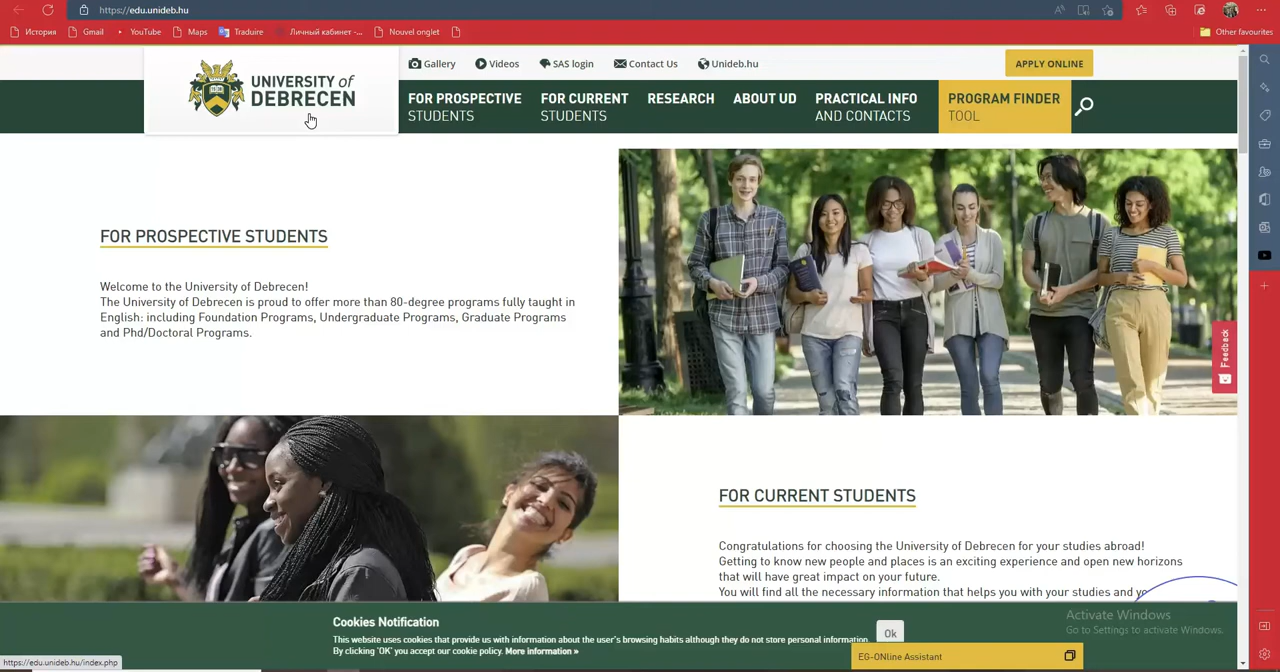 https://edu.unideb.hu
История
Gmail
YouTube
Maps
Traduire
Личный кабинет -...
Nouvel onglet
Other favourites
UNIVERSITY of
DEBRECEN
Gallery
Videos
SAS login
Contact Us
Unideb.hu
APPLY ONLINE
FOR PROSPECTIVE
STUDENTS
FOR CURRENT
STUDENTS
RESEARCH
ABOUT UD
PRACTICAL INFO
AND CONTACTS
PROGRAM FINDER
TOOL
FOR PROSPECTIVE STUDENTS
Welcome to the University of Debrecen!
The University of Debrecen is proud to offer more than 80-degree programs fully taught in
English: including Foundation Programs, Undergraduate Programs, Graduate Programs
and Phd/Doctoral Programs.
Feedback
FOR CURRENT STUDENTS
Congratulations for choosing the University of Debrecen for your studies abroad!
Getting to know new people and places is an exciting experience and open new horizons
that will have great impact on your future.
You will find all the necessary information that helps you with your studies and
Cookies Notification
This website uses cookies that provide us with information about the user's browsing habits although they do not store personal information.
By clicking 'OK' you accept our cookie policy. More information »
Ok
Activate Windows
Go to Settings to activate Windows.
EG-ONline Assistant
https://edu.unideb.hu/index.php